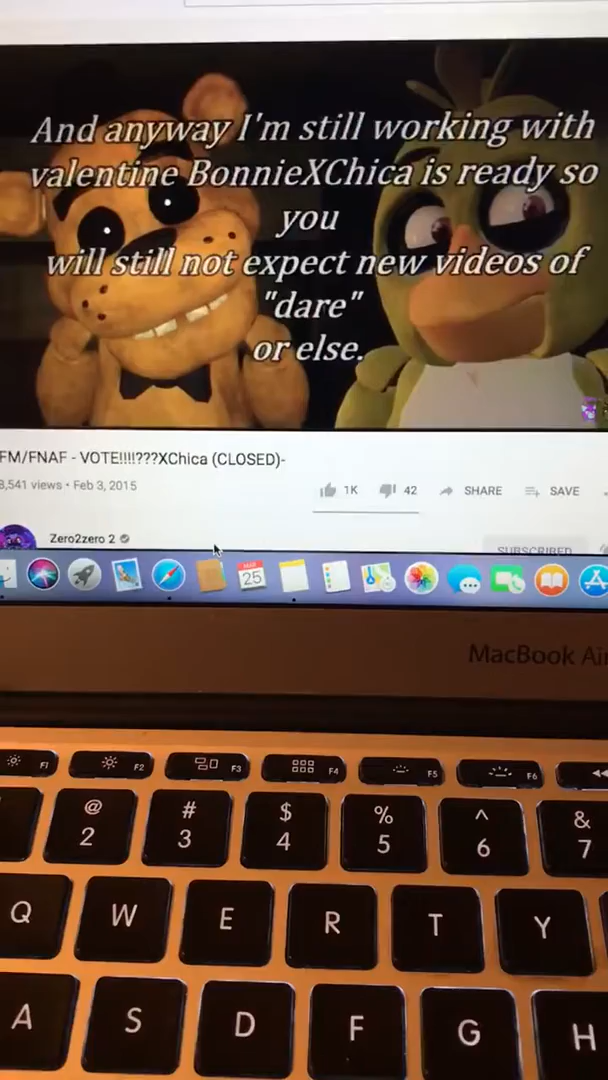 And anyway I'm still working with
valentine BonnieXChica is ready so
you
will still not expect new videos of
"dare"
or else.
FM/FNAF - VOTE!!!!???XChica (CLOSED)-
8,541 views • Feb 3, 2015
1K 42 SHARE SAVE
Zero2zero 2
SUBSCRIBED
MAR
25
MacBook Air
F1 F2 F3 F4 F5 F6
@ # $ % ^ &
2 3 4 5 6 7
Q W E R T Y
A S D F G H